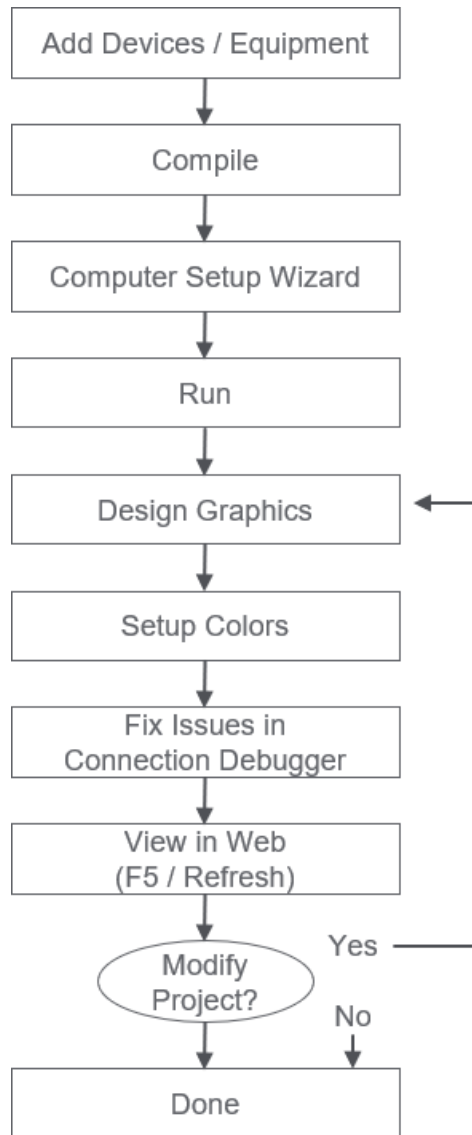 Add Devices / Equipment
Compile
Computer Setup Wizard
Run
Design Graphics
Setup Colors
Fix Issues in
Connection Debugger
View in Web
(F5 / Refresh)
Yes
Modify
Project?
No
Done